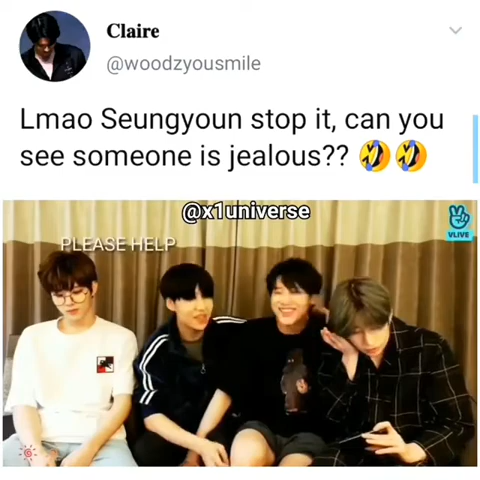 Claire
@woodzyousmile
Lmao Seungyoun stop it, can you
see someone is jealous?? 🤣🤣
@x1universe
PLEASE HELP
VLIVE